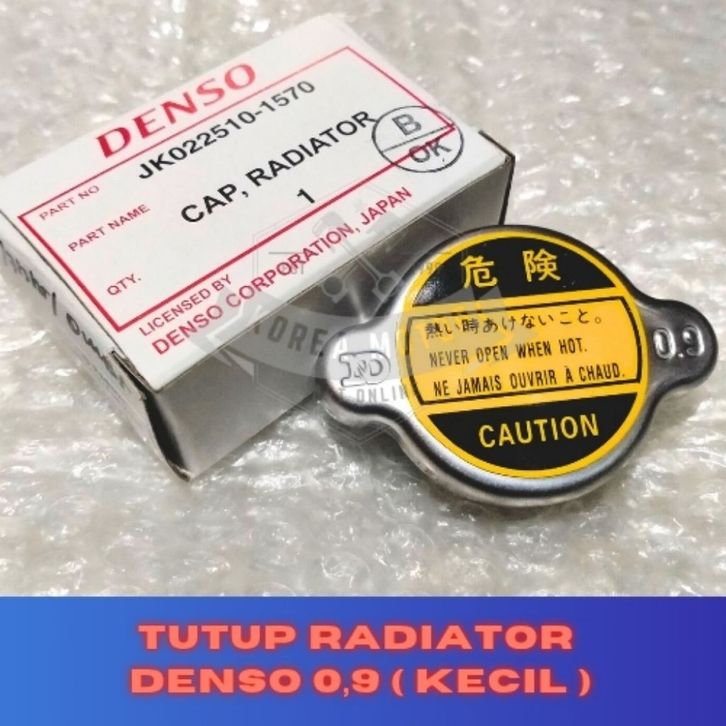 DENSO
PART NO
JK022510-1570
PART NAME
CAP, RADIATOR
QTY.
1
B
OK
LICENSED BY
DENSO CORPORATION, JAPAN
危険
熱い時あけないこと。
NEVER OPEN WHEN HOT.
NE JAMAIS OUVRIR À CHAUD.
CAUTION
ND
0.9
TUTUP RADIATOR
DENSO 0,9 ( KECIL )